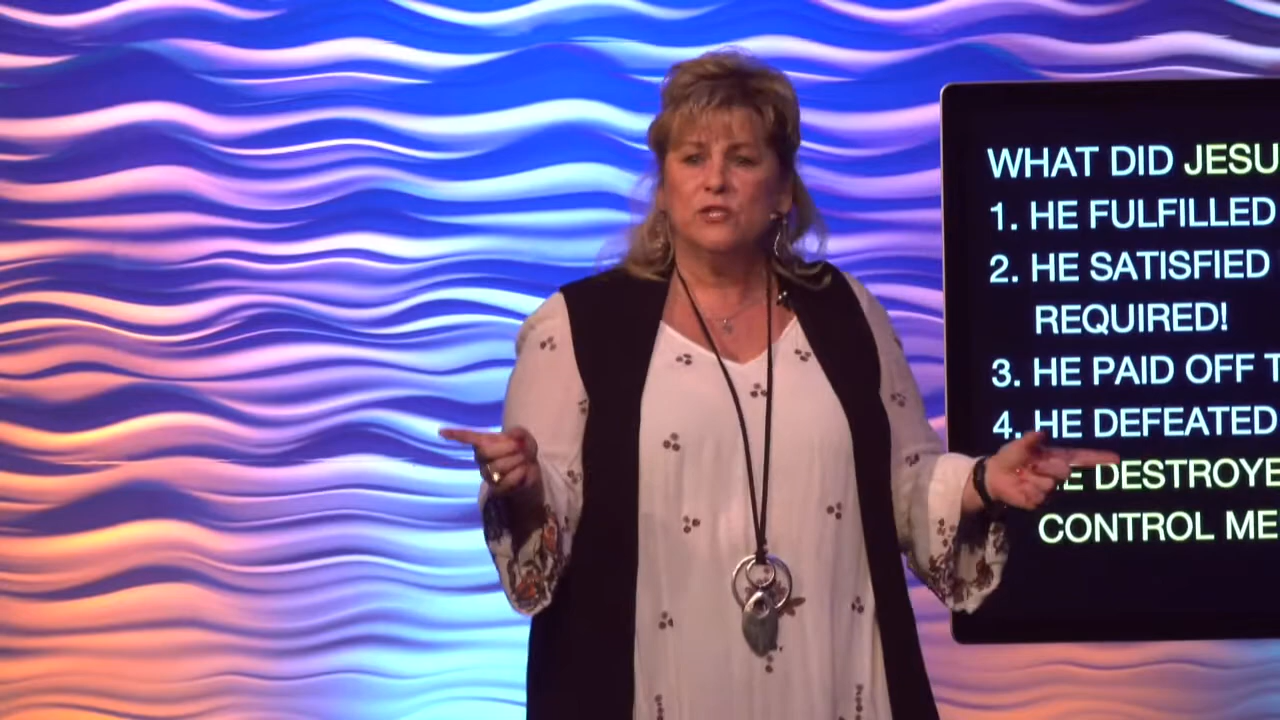 WHAT DID JESU
1. HE FULFILLED
2. HE SATISFIED
REQUIRED!
3. HE PAID OFF T
4. HE DEFEATED
E DESTROYE
CONTROL ME